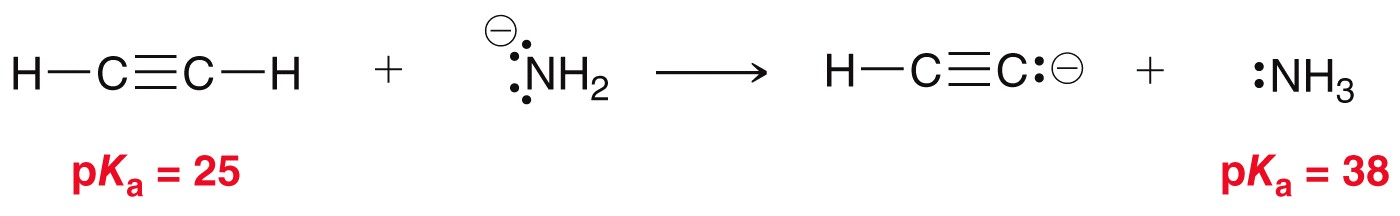 H—C≡C—H + ⊖:NH₂ → H—C≡C:⊖ + :NH₃
pKₐ = 25 pKₐ = 38